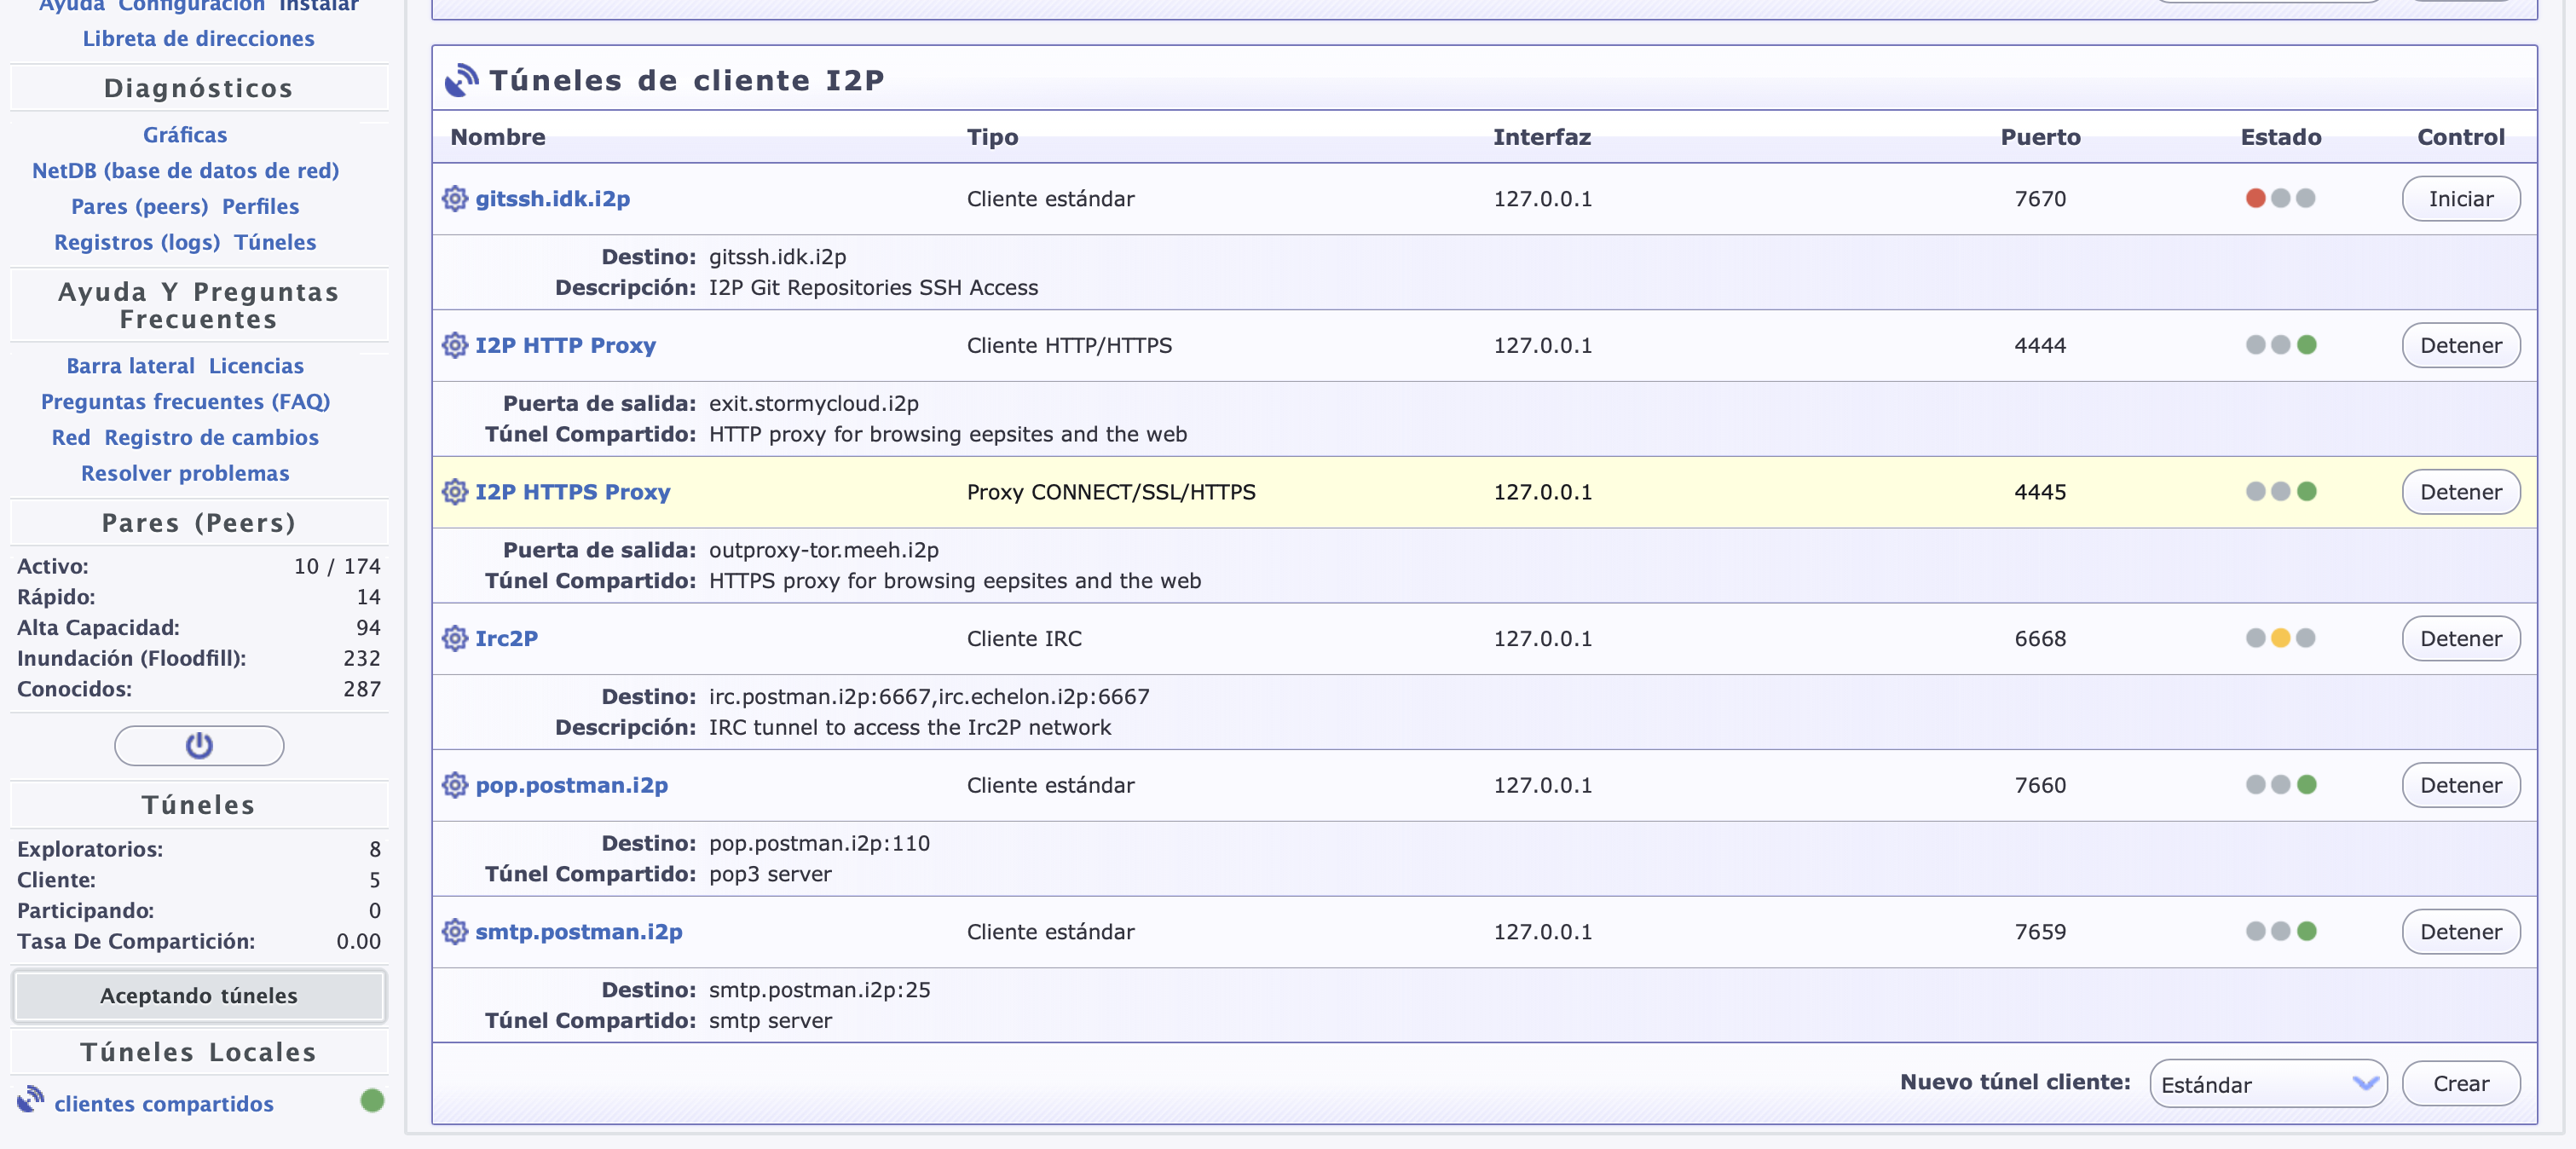 Ayuda Configuración Instalar
Libreta de direcciones
Diagnósticos
Gráficas
NetDB (base de datos de red)
Pares (peers) Perfiles
Registros (logs) Túneles
Ayuda Y Preguntas
Frecuentes
Barra lateral Licencias
Preguntas frecuentes (FAQ)
Red Registro de cambios
Resolver problemas
Pares (Peers)
Activo: 10 / 174
Rápido: 14
Alta Capacidad: 94
Inundación (Floodfill): 232
Conocidos: 287
Túneles
Exploratorios: 8
Cliente: 5
Participando: 0
Tasa De Compartición: 0.00
Aceptando túneles
Túneles Locales
clientes compartidos
Túneles de cliente I2P
Nombre Tipo Interfaz Puerto Estado Control
gitssh.idk.i2p Cliente estándar 127.0.0.1 7670 Iniciar
Destino: gitssh.idk.i2p
Descripción: I2P Git Repositories SSH Access
I2P HTTP Proxy Cliente HTTP/HTTPS 127.0.0.1 4444 Detener
Puerta de salida: exit.stormycloud.i2p
Túnel Compartido: HTTP proxy for browsing eepsites and the web
I2P HTTPS Proxy Proxy CONNECT/SSL/HTTPS 127.0.0.1 4445 Detener
Puerta de salida: outproxy-tor.meeh.i2p
Túnel Compartido: HTTPS proxy for browsing eepsites and the web
Irc2P Cliente IRC 127.0.0.1 6668 Detener
Destino: irc.postman.i2p:6667,irc.echelon.i2p:6667
Descripción: IRC tunnel to access the Irc2P network
pop.postman.i2p Cliente estándar 127.0.0.1 7660 Detener
Destino: pop.postman.i2p:110
Túnel Compartido: pop3 server
smtp.postman.i2p Cliente estándar 127.0.0.1 7659 Detener
Destino: smtp.postman.i2p:25
Túnel Compartido: smtp server
Nuevo túnel cliente: Estándar Crear